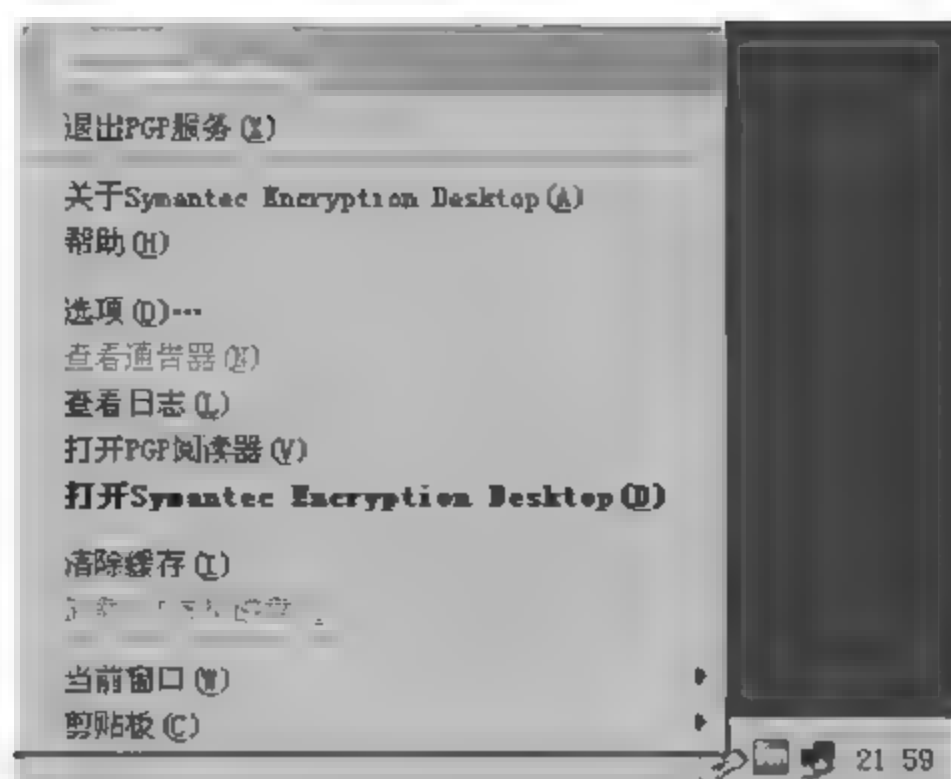 退出PGP服务(X)
关于Symantec Encryption Desktop(A)
帮助(H)
选项(O)…
查看通告器(N)
查看日志(L)
打开PGP阅读器(V)
打开Symantec Encryption Desktop(D)
清除缓存(T)
当前窗口(W)
剪贴板(C)
21 59